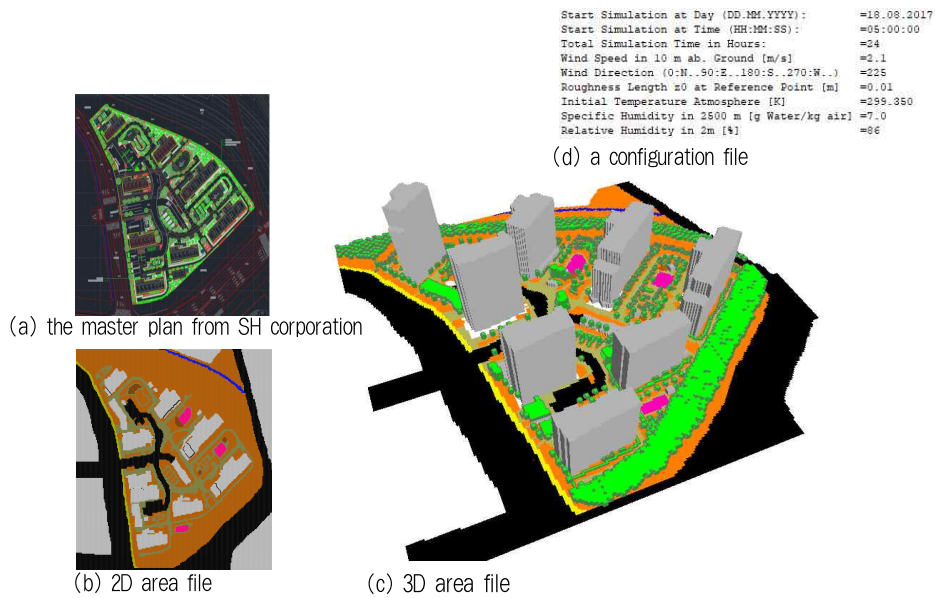 Start Simulation at Day (DD.MM.YYYY): =18.08.2017
Start Simulation at Time (HH:MM:SS): =05:00:00
Total Simulation Time in Hours: =24
Wind Speed in 10 m ab. Ground [m/s] =2.1
Wind Direction (0:N..90:E..180:S..270:W..) =225
Roughness Length z0 at Reference Point [m] =0.01
Initial Temperature Atmosphere [K] =299.350
Specific Humidity in 2500 m [g Water/kg air] =7.0
Relative Humidity in 2m [%] =86
(d) a configuration file
(a) the master plan from SH corporation
(b) 2D area file
(c) 3D area file